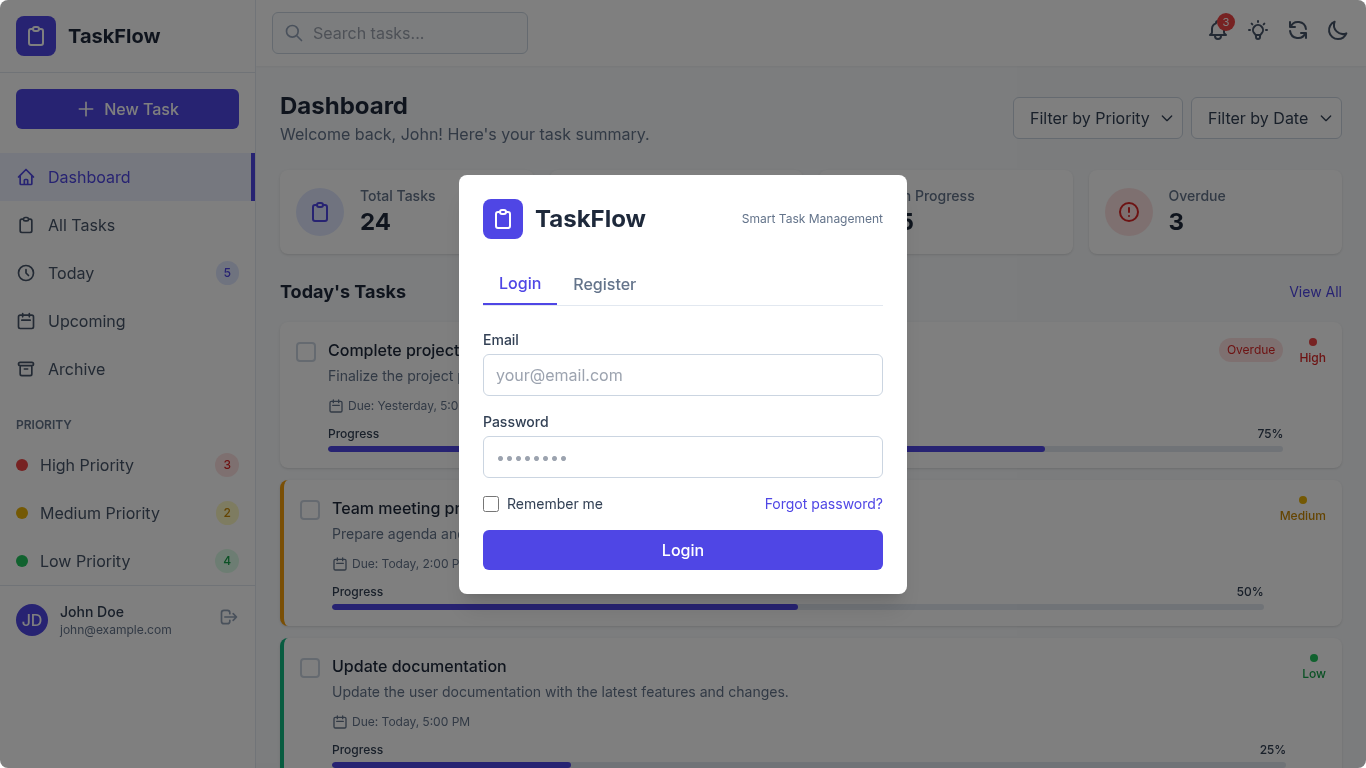 TaskFlow
New Task
Dashboard
All Tasks
Today 5
Upcoming
Archive
PRIORITY
High Priority 3
Medium Priority 2
Low Priority 4
JD
John Doe
john@example.com
Search tasks...
3
Dashboard
Welcome back, John! Here's your task summary.
Filter by Priority
Filter by Date
Total Tasks
24
Progress
Overdue
3
Today's Tasks
View All
Complete project
Finalize the project
Due: Yesterday,
Progress
75%
Overdue
High
Team meeting
Prepare agenda
Due: Today, 2:00
Progress
50%
Medium
Update documentation
Update the user documentation with the latest features and changes.
Due: Today, 5:00 PM
Progress
25%
Low
TaskFlow
Smart Task Management
Login
Register
Email
your@email.com
Password
••••••••
Remember me
Forgot password?
Login